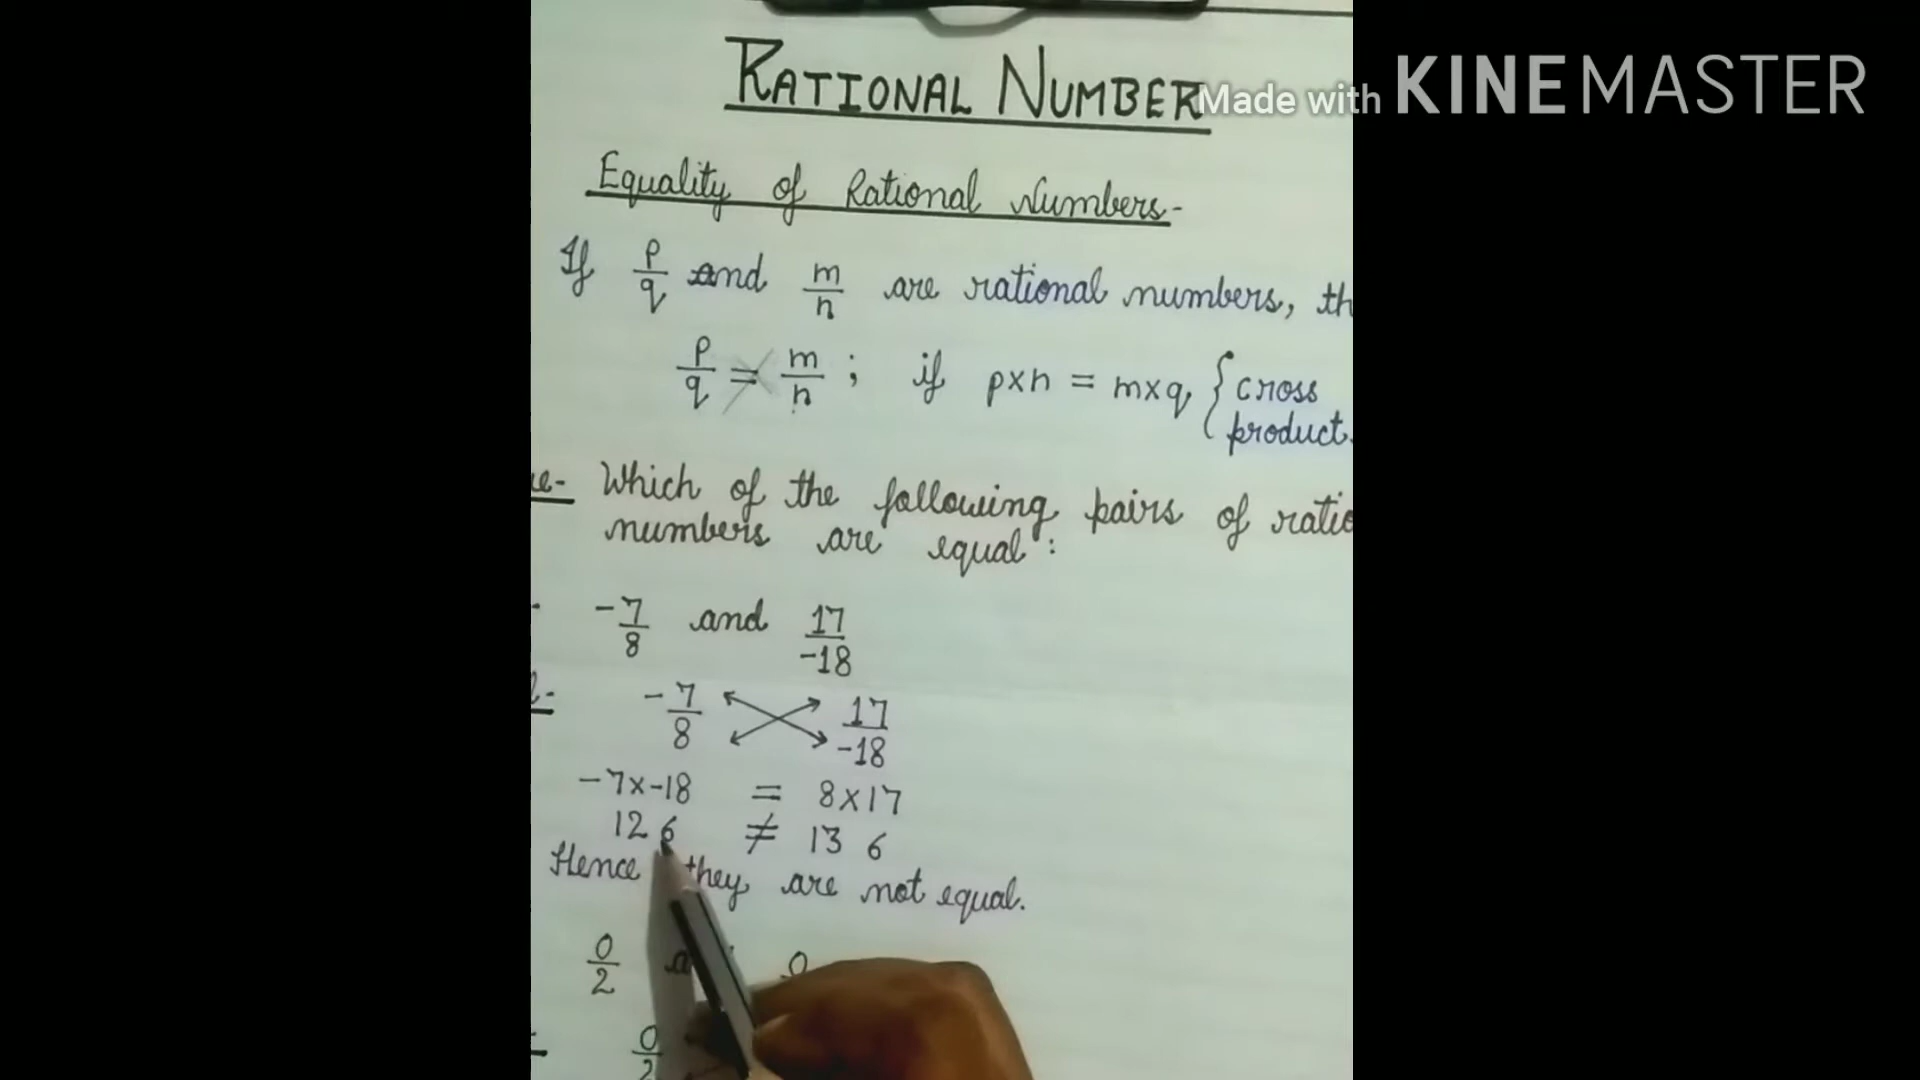 RATIONAL NUMBER
Made with KINEMASTER
Equality of Rational Numbers-
If p/q and m/n are rational numbers, th
p/q = m/n ; if p×n = m×q, { cross
product.
ue- Which of the following pairs of ratio
numbers are equal :
-7/8 and 17/-18
l- -7/8 17/-18
-7×-18 = 8×17
126 ≠ 136
Hence they are not equal.
0/2 0
0/2